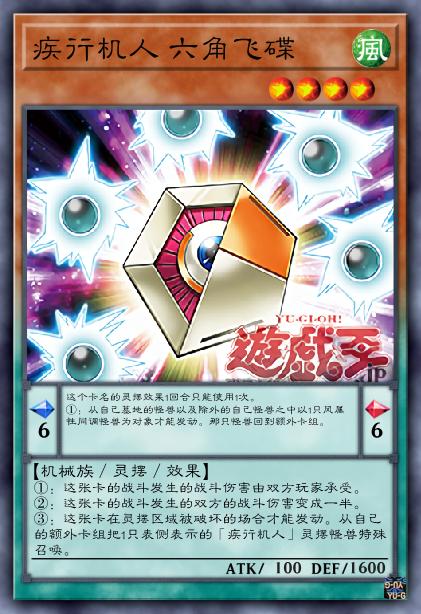 疾行机人 六角飞碟
風
YU-GI-OH!
遊戯王
.jp
这个卡名的灵摆效果1回合只能使用1次。
①：从自己墓地的怪兽以及除外的自己怪兽之中以1只风属
性同调怪兽为对象才能发动。那只怪兽回到额外卡组。
6
6
【机械族／灵摆／效果】
①：这张卡的战斗发生的战斗伤害由双方玩家承受。
②：这张卡的战斗发生的双方的战斗伤害变成一半。
③：这张卡在灵摆区域被破坏的场合才能发动。从自己
的额外卡组把1只表侧表示的「疾行机人」灵摆怪兽特殊
召唤。
ATK/ 100 DEF/1600